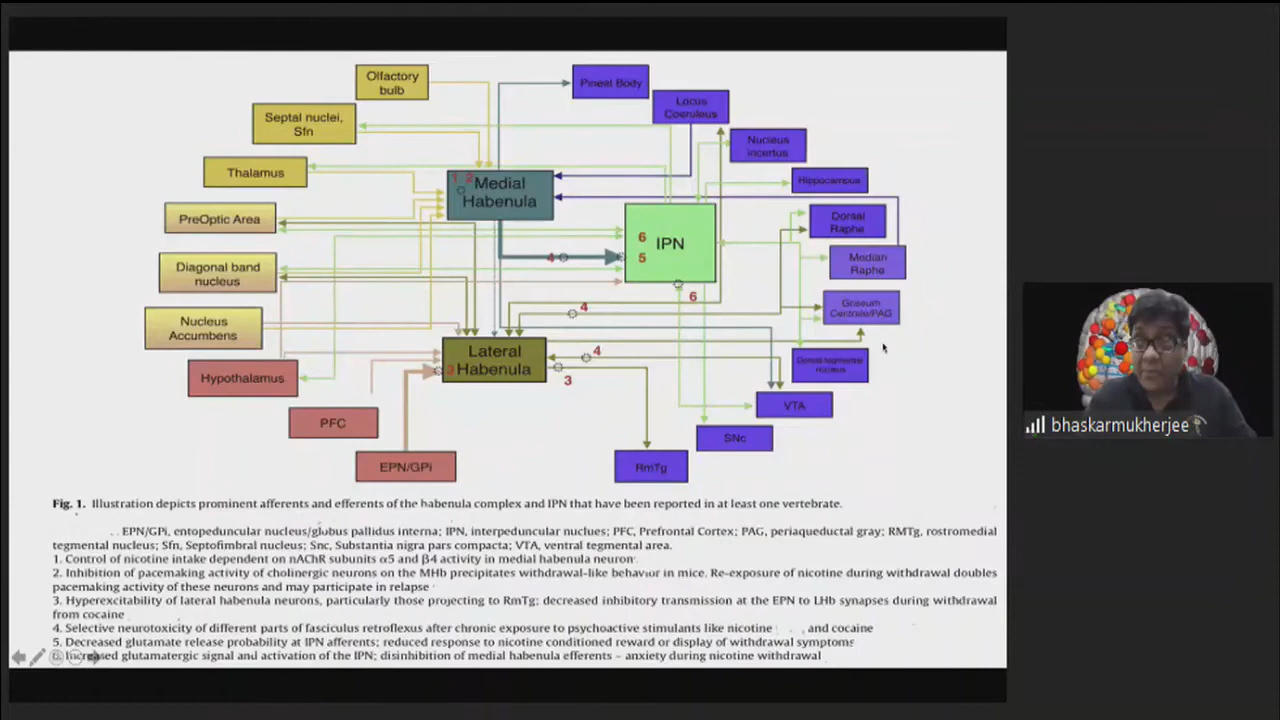 Olfactory
bulb
Pineal Body
Locus
Coeruleus
Septal nuclei,
Sfn
Nucleus
Incertus
Thalamus
1 2
Medial
Habenula
Hippocampus
PreOptic Area
6
IPN
5
Dorsal
Raphe
4
Median
Raphe
Diagonal band
nucleus
6
4
Griseum
Centrale/PAG
Nucleus
Accumbens
Lateral
Habenula
4
3
3
Dorsal tegmental
nucleus
Hypothalamus
VTA
PFC
SNc
EPN/GPi
RmTg
bhaskarmukherjee
Fig. 1. Illustration depicts prominent afferents and efferents of the habenula complex and IPN that have been reported in at least one vertebrate.
EPN/GPi, entopeduncular nucleus/globus pallidus interna; IPN, interpeduncular nuclues; PFC, Prefrontal Cortex; PAG, periaqueductal gray; RMTg, rostromedial
tegmental nucleus; Sfn, Septofimbral nucleus; Snc, Substantia nigra pars compacta; VTA, ventral tegmental area.
1. Control of nicotine intake dependent on nAChR subunits α5 and β4 activity in medial habenula neuron
2. Inhibition of pacemaking activity of cholinergic neurons on the MHb precipitates withdrawal-like behavior in mice. Re-exposure of nicotine during withdrawal doubles
pacemaking activity of these neurons and may participate in relapse
3. Hyperexcitability of lateral habenula neurons, particularly those projecting to RmTg; decreased inhibitory transmission at the EPN to LHb synapses during withdrawal
from cocaine
4. Selective neurotoxicity of different parts of fasciculus retroflexus after chronic exposure to psychoactive stimulants like nicotine and cocaine
5. Decreased glutamate release probability at IPN afferents; reduced response to nicotine conditioned reward or display of withdrawal symptoms
6. Increased glutamatergic signal and activation of the IPN; disinhibition of medial habenula efferents – anxiety during nicotine withdrawal